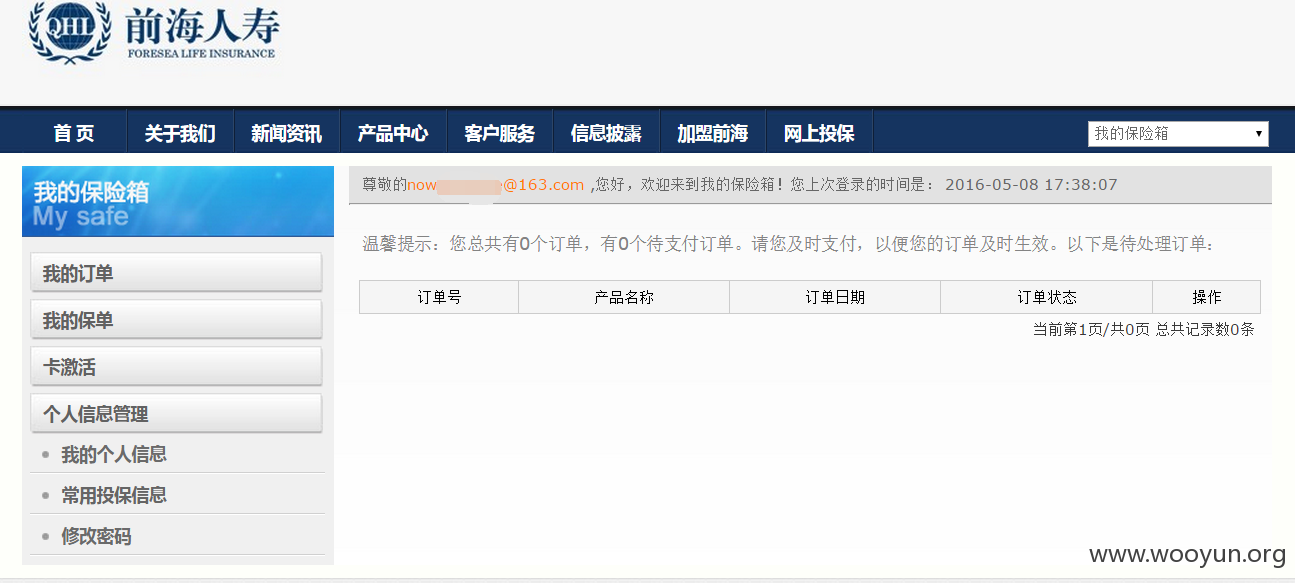 QHL 前海人寿
FORESEA LIFE INSURANCE
首 页 关于我们 新闻资讯 产品中心 客户服务 信息披露 加盟前海 网上投保 我的保险箱
我的保险箱
My safe
我的订单
我的保单
卡激活
个人信息管理
我的个人信息
常用投保信息
修改密码
尊敬的now @163.com ,您好，欢迎来到我的保险箱！您上次登录的时间是： 2016-05-08 17:38:07
温馨提示：您总共有0个订单，有0个待支付订单。请您及时支付，以便您的订单及时生效。以下是待处理订单：
订单号 产品名称 订单日期 订单状态 操作
当前第1页/共0页 总共记录数0条
www.wooyun.org